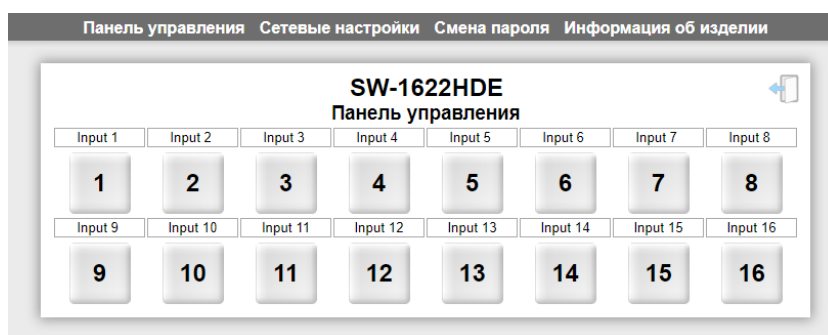 Панель управления Сетевые настройки Смена пароля Информация об изделии
SW-1622HDE
Панель управления
Input 1 Input 2 Input 3 Input 4 Input 5 Input 6 Input 7 Input 8
1 2 3 4 5 6 7 8
Input 9 Input 10 Input 11 Input 12 Input 13 Input 14 Input 15 Input 16
9 10 11 12 13 14 15 16